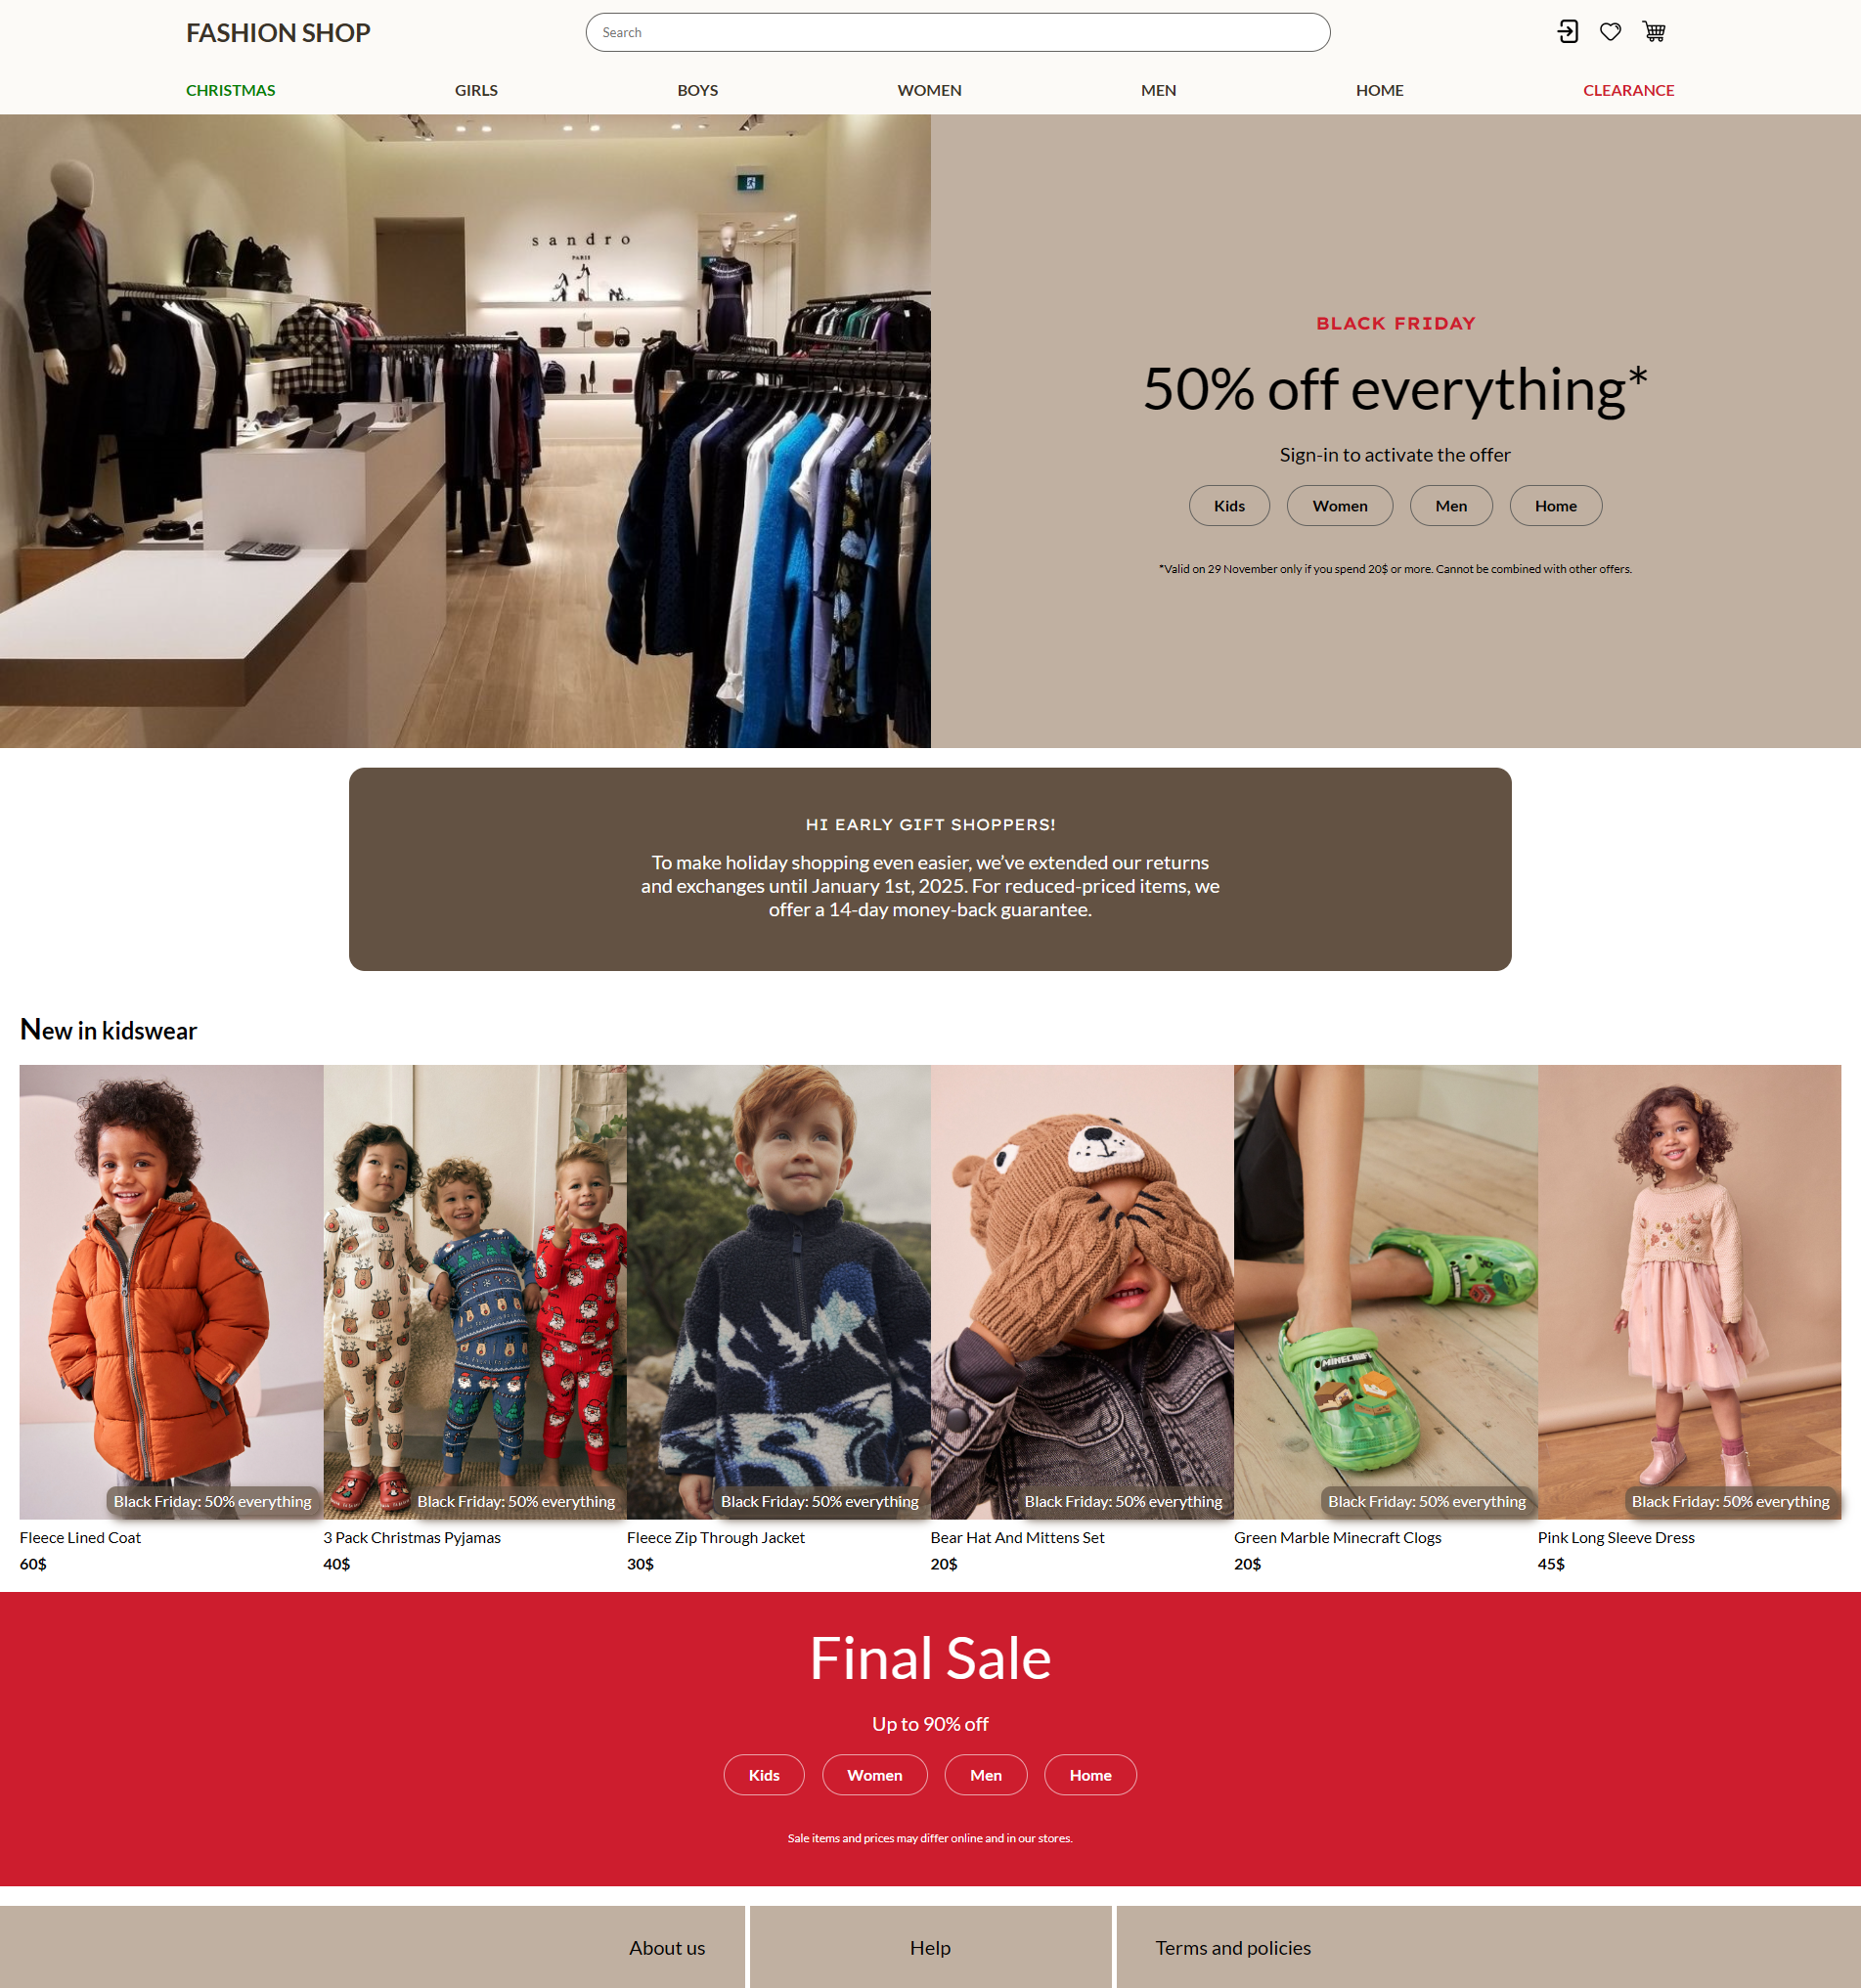 FASHION SHOP
Search
CHRISTMAS
GIRLS
BOYS
WOMEN
MEN
HOME
CLEARANCE
sandro
PARIS
BLACK FRIDAY
50% off everything*
Sign-in to activate the offer
Kids
Women
Men
Home
*Valid on 29 November only if you spend 20$ or more. Cannot be combined with other offers.
HI EARLY GIFT SHOPPERS!
To make holiday shopping even easier, we’ve extended our returns
and exchanges until January 1st, 2025. For reduced-priced items, we
offer a 14-day money-back guarantee.
New in kidswear
Black Friday: 50% everything
Fleece Lined Coat
60$
Black Friday: 50% everything
3 Pack Christmas Pyjamas
40$
Black Friday: 50% everything
Fleece Zip Through Jacket
30$
Black Friday: 50% everything
Bear Hat And Mittens Set
20$
MINECRAFT
Black Friday: 50% everything
Green Marble Minecraft Clogs
20$
Black Friday: 50% everything
Pink Long Sleeve Dress
45$
Final Sale
Up to 90% off
Kids
Women
Men
Home
Sale items and prices may differ online and in our stores.
About us
Help
Terms and policies